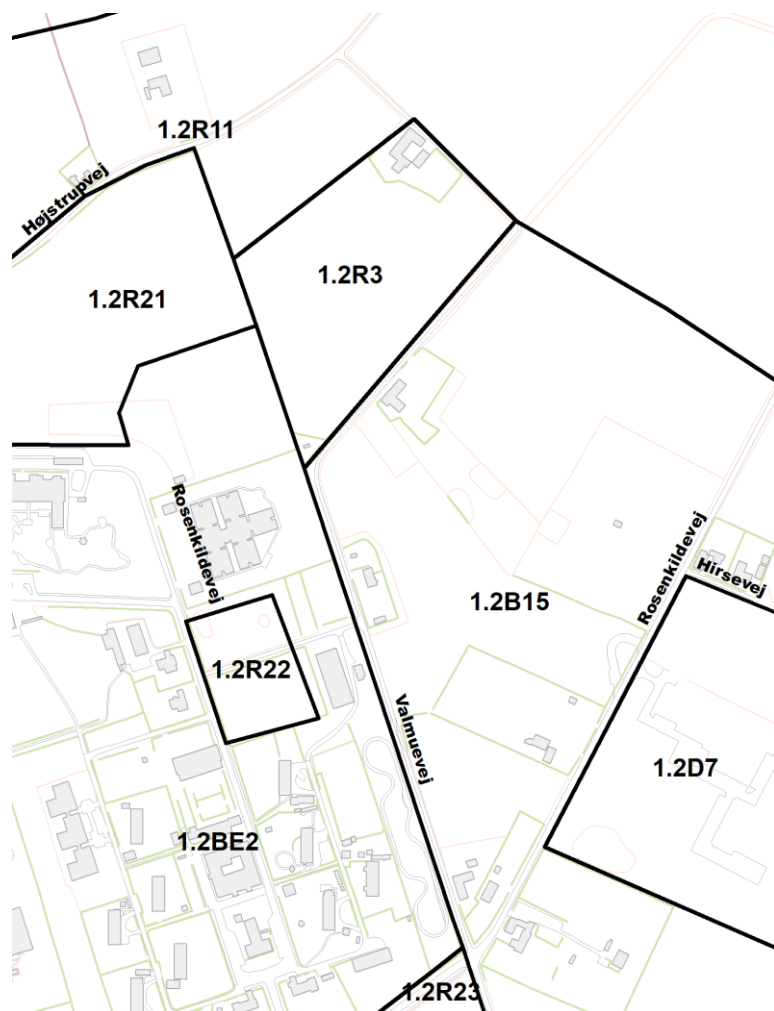 1.2R11
Højstrupvej
1.2R3
1.2R21
Rosenkildevej
Rosenkildevej
Hirsevej
1.2B15
1.2R22
Valmuevej
1.2D7
1.2BE2
1.2R23